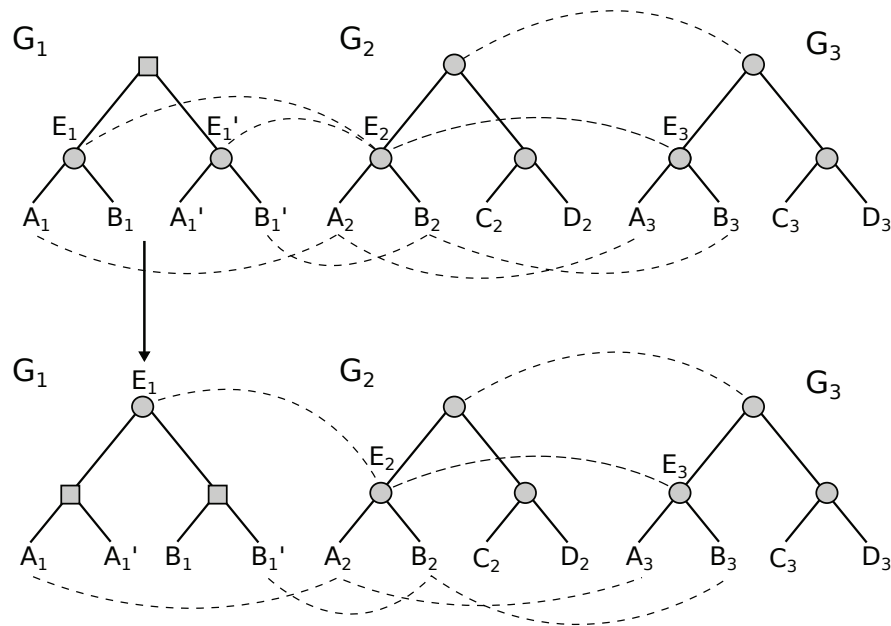 G₁ G₂ G₃
E₁ E₁' E₂ E₃
A₁ B₁ A₁' B₁' A₂ B₂ C₂ D₂ A₃ B₃ C₃ D₃
G₁ G₂ G₃
E₁
E₂ E₃
A₁ A₁' B₁ B₁' A₂ B₂ C₂ D₂ A₃ B₃ C₃ D₃